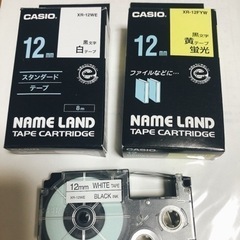 CASIO
XR-12WE
12mm
黒文字
白テープ
スタンダード
テープ
8m
NAME LAND
TAPE CARTRIDGE
CASIO
XR-12FYW
12mm
黒文字
黄テープ
蛍光
ファイルなどに…
NAME LAND
TAPE CARTRIDGE
12mm
WHITE TAPE
XR-12WE
BLACK INK